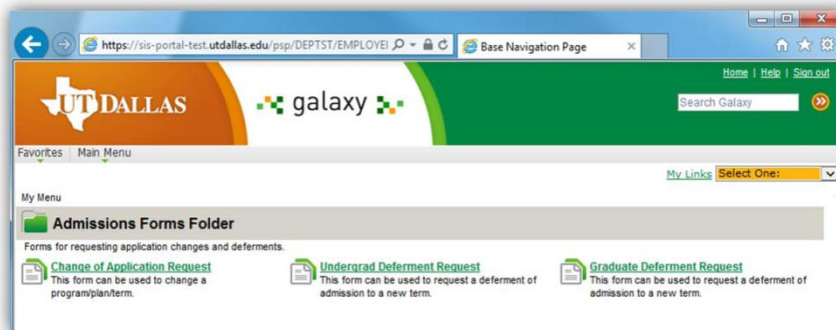 https://sis-portal-test.utdallas.edu/psp/DEPTST/EMPLOYEI
Base Navigation Page
Home | Help | Sign out
UT DALLAS
galaxy
Search Galaxy
Favorites Main Menu
My Links Select One:
My Menu
Admissions Forms Folder
Forms for requesting application changes and deferments.
Change of Application Request
This form can be used to change a
program/plan/term.
Undergrad Deferment Request
This form can be used to request a deferment of
admission to a new term.
Graduate Deferment Request
This form can be used to request a deferment of
admission to a new term.